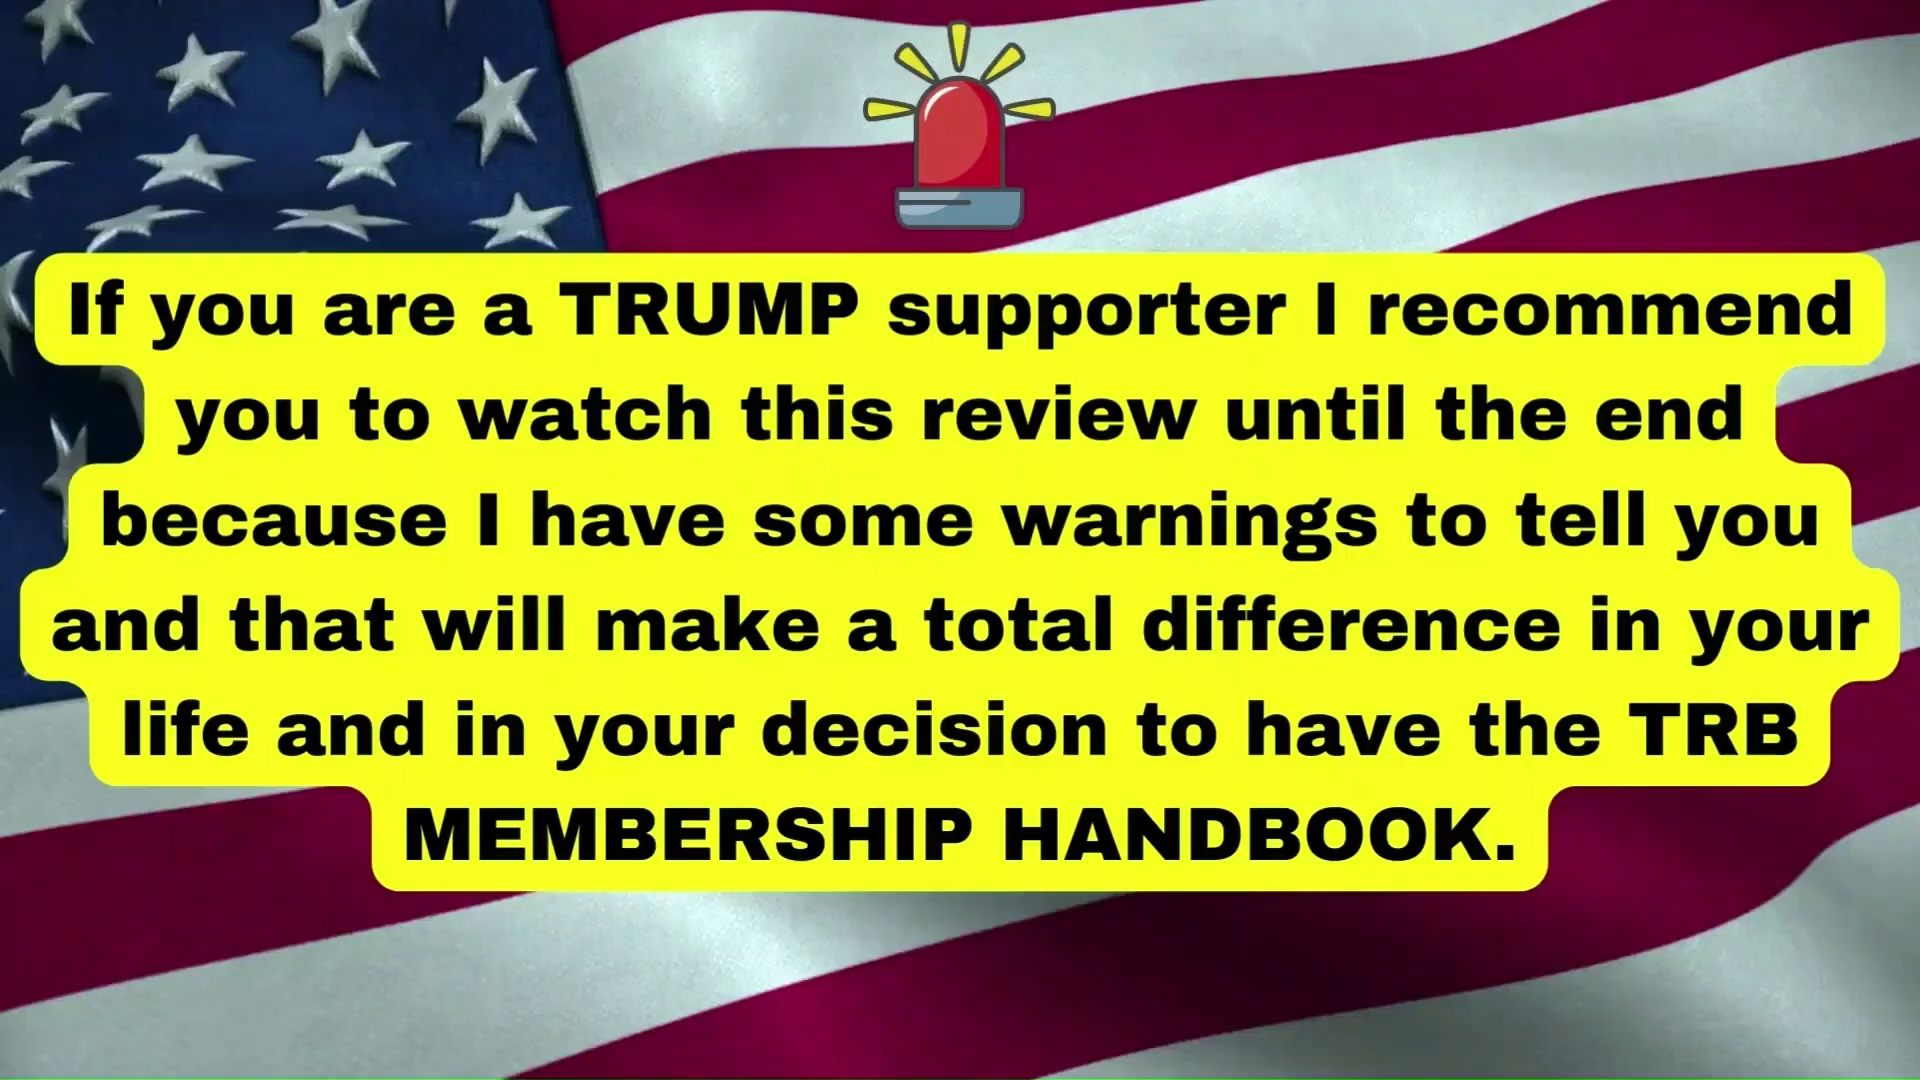 If you are a TRUMP supporter I recommend
you to watch this review until the end
because I have some warnings to tell you
and that will make a total difference in your
life and in your decision to have the TRB
MEMBERSHIP HANDBOOK.